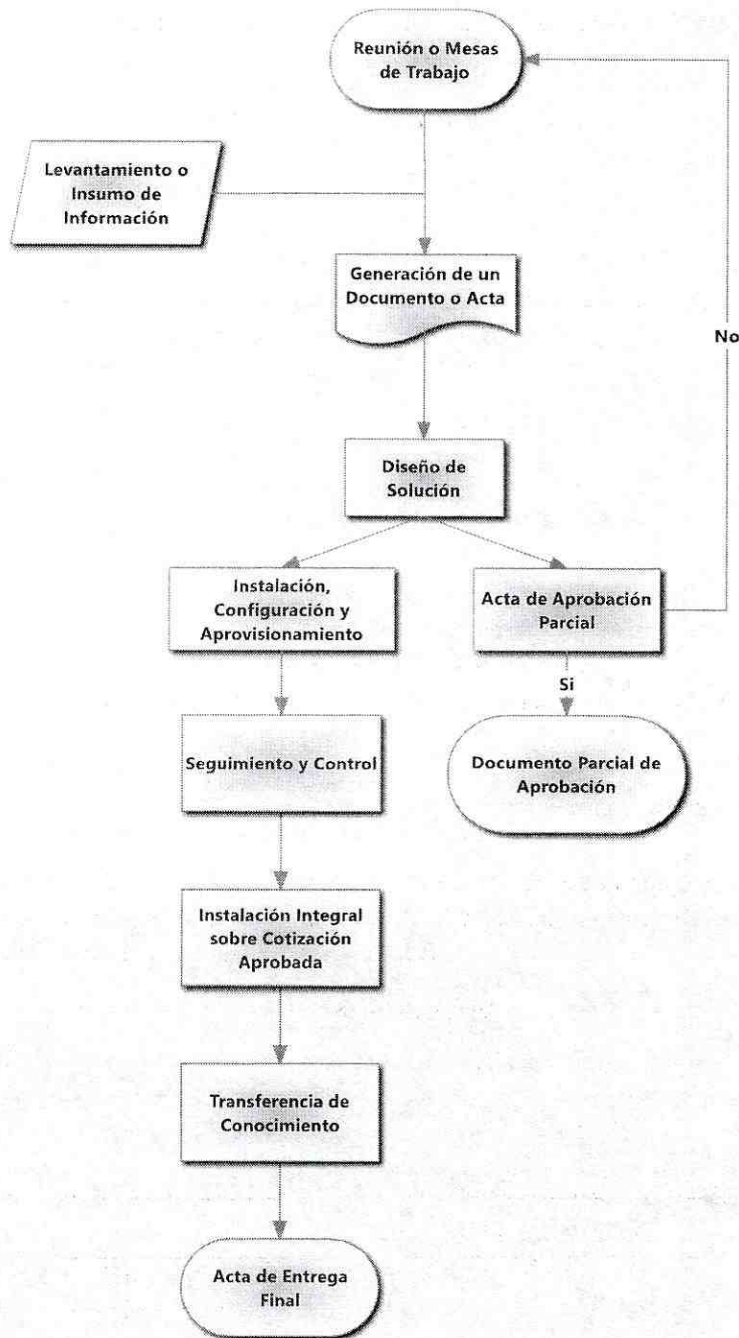 Reunión o Mesas
de Trabajo
Levantamiento o
Insumo de
Información
Generación de un
Documento o Acta
No
Diseño de
Solución
Instalación,
Configuración y
Aprovisionamiento
Acta de Aprobación
Parcial
Si
Seguimiento y Control
Documento Parcial de
Aprobación
Instalación Integral
sobre Cotización
Aprobada
Transferencia de
Conocimiento
Acta de Entrega
Final